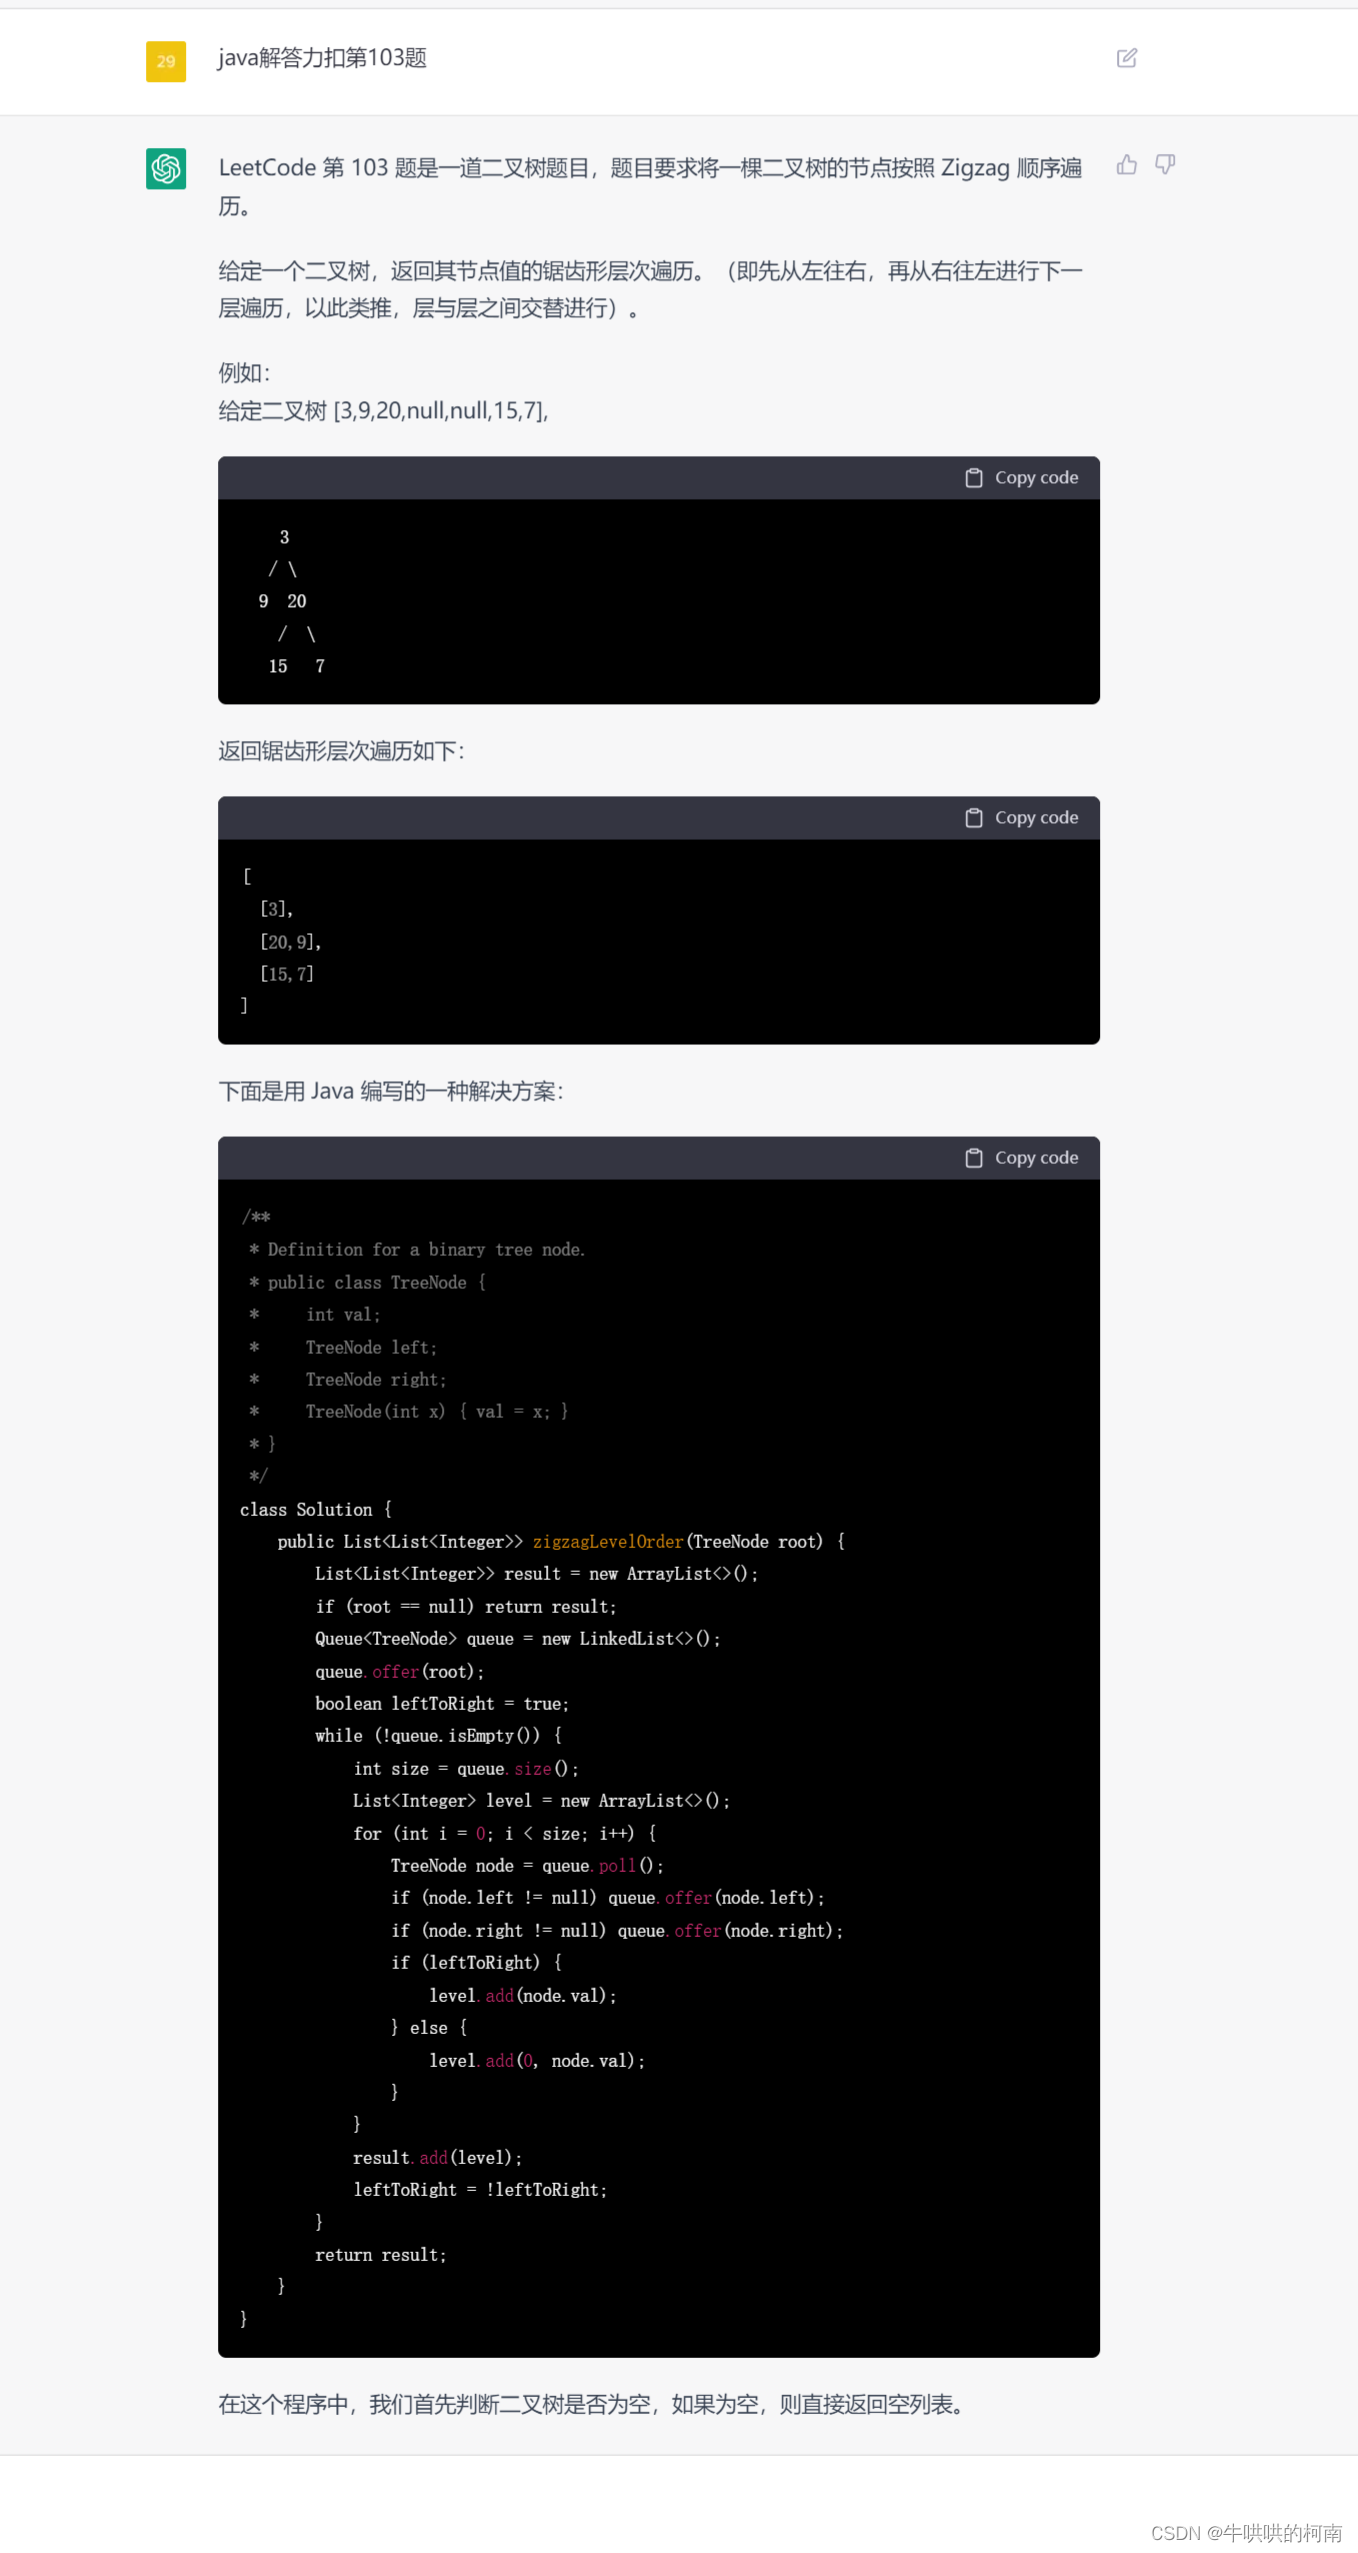 29
java解答力扣第103题
LeetCode 第 103 题是一道二叉树题目，题目要求将一棵二叉树的节点按照 Zigzag 顺序遍
历。
给定一个二叉树，返回其节点值的锯齿形层次遍历。（即先从左往右，再从右往左进行下一
层遍历，以此类推，层与层之间交替进行）。
例如：
给定二叉树 [3,9,20,null,null,15,7],
Copy code
    3
   / \
  9  20
    /  \
   15   7
返回锯齿形层次遍历如下：
Copy code
[
  [3],
  [20,9],
  [15,7]
]
下面是用 Java 编写的一种解决方案：
Copy code
/**
 * Definition for a binary tree node.
 * public class TreeNode {
 *     int val;
 *     TreeNode left;
 *     TreeNode right;
 *     TreeNode(int x) { val = x; }
 * }
 */
class Solution {
    public List<List<Integer>> zigzagLevelOrder(TreeNode root) {
        List<List<Integer>> result = new ArrayList<>();
        if (root == null) return result;
        Queue<TreeNode> queue = new LinkedList<>();
        queue.offer(root);
        boolean leftToRight = true;
        while (!queue.isEmpty()) {
            int size = queue.size();
            List<Integer> level = new ArrayList<>();
            for (int i = 0; i < size; i++) {
                TreeNode node = queue.poll();
                if (node.left != null) queue.offer(node.left);
                if (node.right != null) queue.offer(node.right);
                if (leftToRight) {
                    level.add(node.val);
                } else {
                    level.add(0, node.val);
                }
            }
            result.add(level);
            leftToRight = !leftToRight;
        }
        return result;
    }
}
在这个程序中，我们首先判断二叉树是否为空，如果为空，则直接返回空列表。
CSDN @牛哄哄的柯南